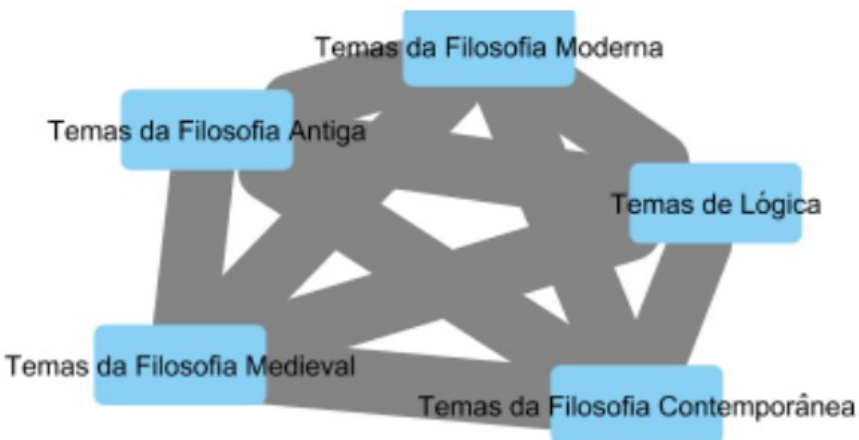 Temas da Filosofia Moderna
Temas da Filosofia Antiga
Temas de Lógica
Temas da Filosofia Medieval
Temas da Filosofia Contemporânea